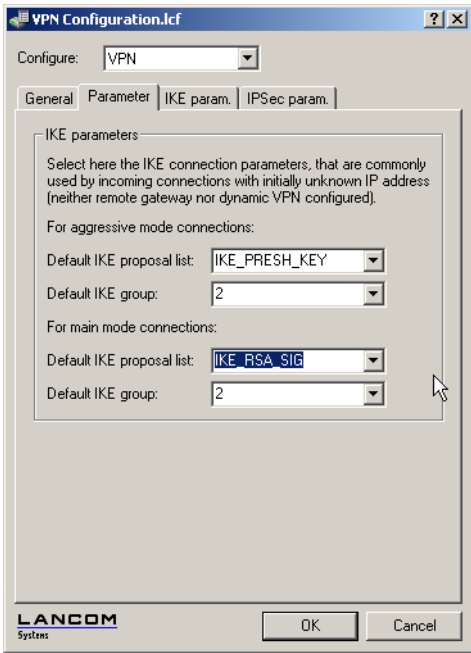 VPN Configuration.lcf
Configure: VPN
General Parameter IKE param. IPSec param.
IKE parameters
Select here the IKE connection parameters, that are commonly
used by incoming connections with initially unknown IP address
(neither remote gateway nor dynamic VPN configured).
For aggressive mode connections:
Default IKE proposal list: IKE_PRESH_KEY
Default IKE group: 2
For main mode connections:
Default IKE proposal list: IKE_RSA_SIG
Default IKE group: 2
LANCOM
Systems
OK Cancel